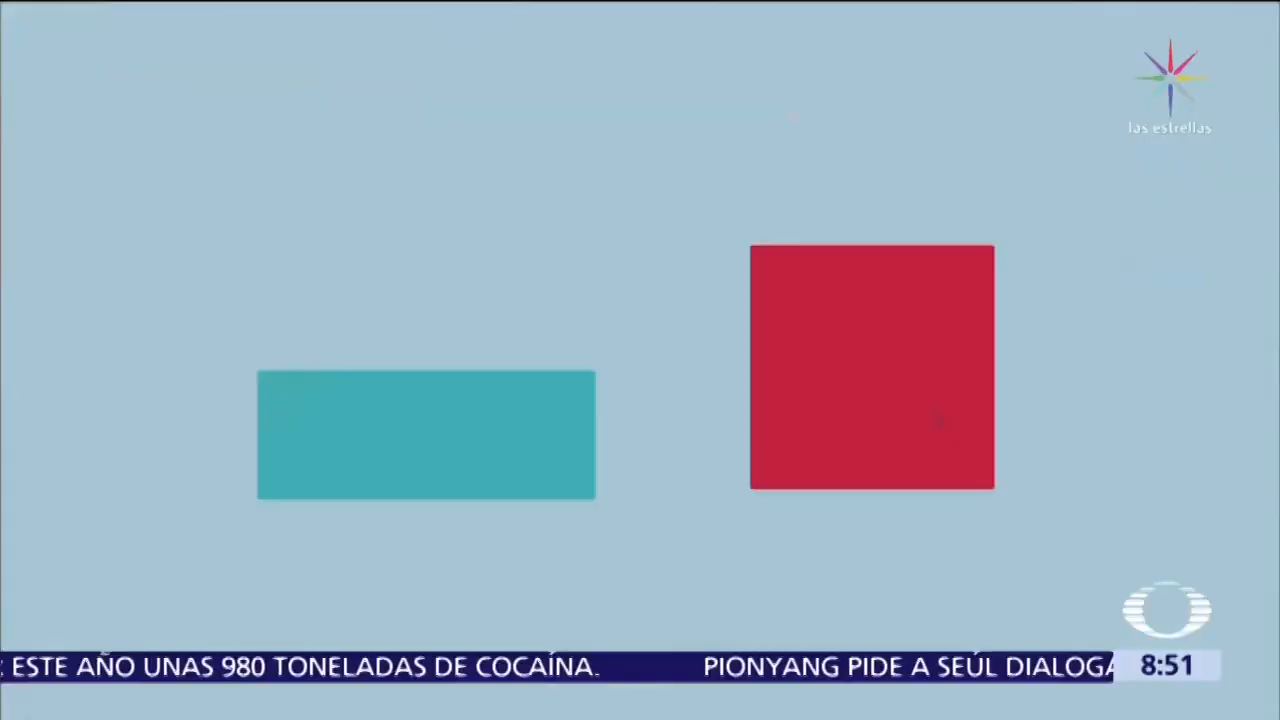 las estrellas
: ESTE AÑO UNAS 980 TONELADAS DE COCAÍNA. PIONYANG PIDE A SEÚL DIALOGA
8:51